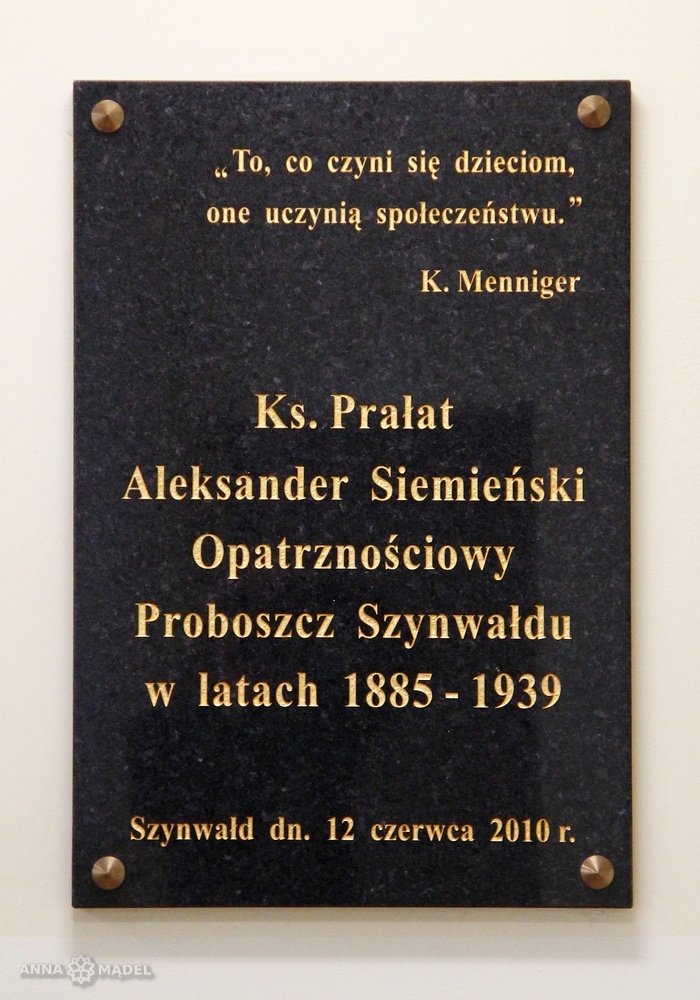 „To, co czyni się dzieciom,
one uczynią społeczeństwu.”
K. Menniger
Ks. Prałat
Aleksander Siemieński
Opatrznościowy
Proboszcz Szynwałdu
w latach 1885 - 1939
Szynwałd dn. 12 czerwca 2010 r.
ANNA MĄDEL